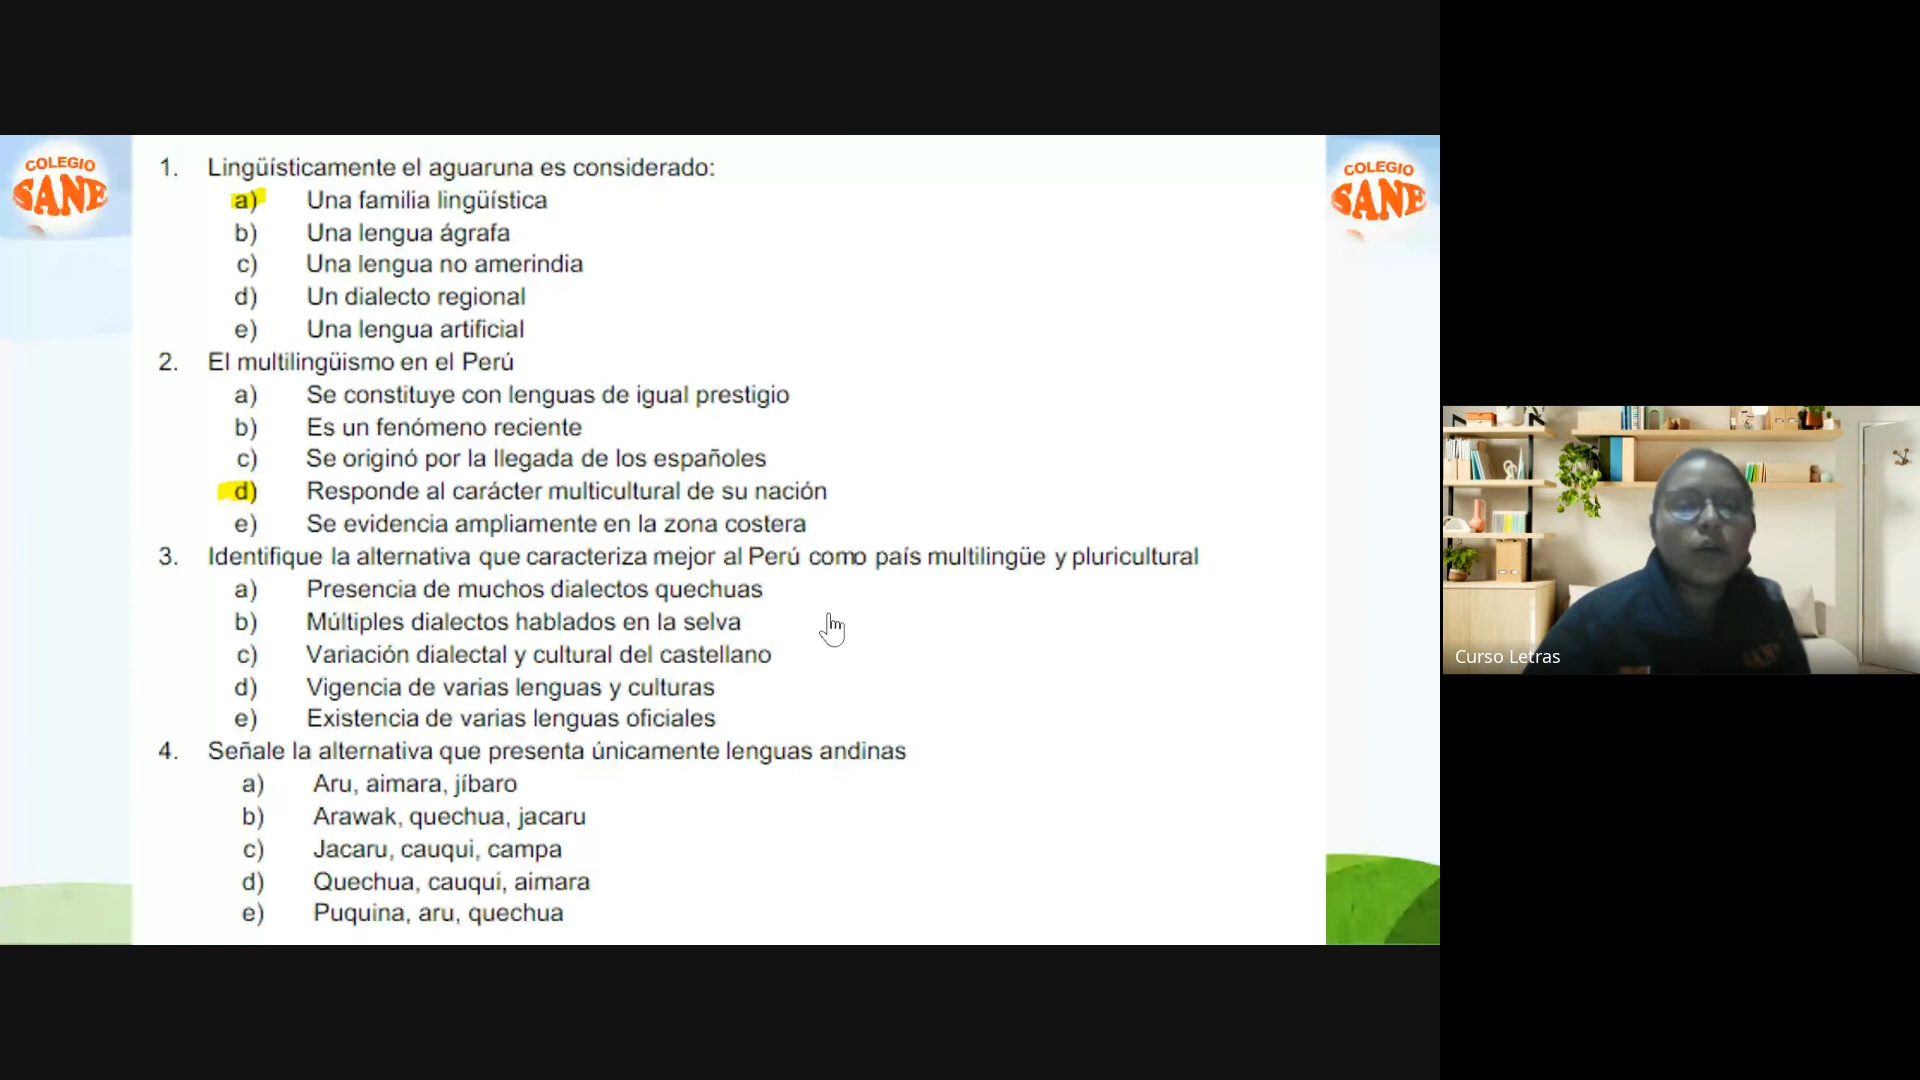 COLEGIO
SANE
COLEGIO
SANE
1. Lingüísticamente el aguaruna es considerado:
a) Una familia lingüística
b) Una lengua ágrafa
c) Una lengua no amerindia
d) Un dialecto regional
e) Una lengua artificial
2. El multilingüismo en el Perú
a) Se constituye con lenguas de igual prestigio
b) Es un fenómeno reciente
c) Se originó por la llegada de los españoles
d) Responde al carácter multicultural de su nación
e) Se evidencia ampliamente en la zona costera
3. Identifique la alternativa que caracteriza mejor al Perú como país multilingüe y pluricultural
a) Presencia de muchos dialectos quechuas
b) Múltiples dialectos hablados en la selva
c) Variación dialectal y cultural del castellano
d) Vigencia de varias lenguas y culturas
e) Existencia de varias lenguas oficiales
4. Señale la alternativa que presenta únicamente lenguas andinas
a) Aru, aimara, jíbaro
b) Arawak, quechua, jacaru
c) Jacaru, cauqui, campa
d) Quechua, cauqui, aimara
e) Puquina, aru, quechua
Curso Letras